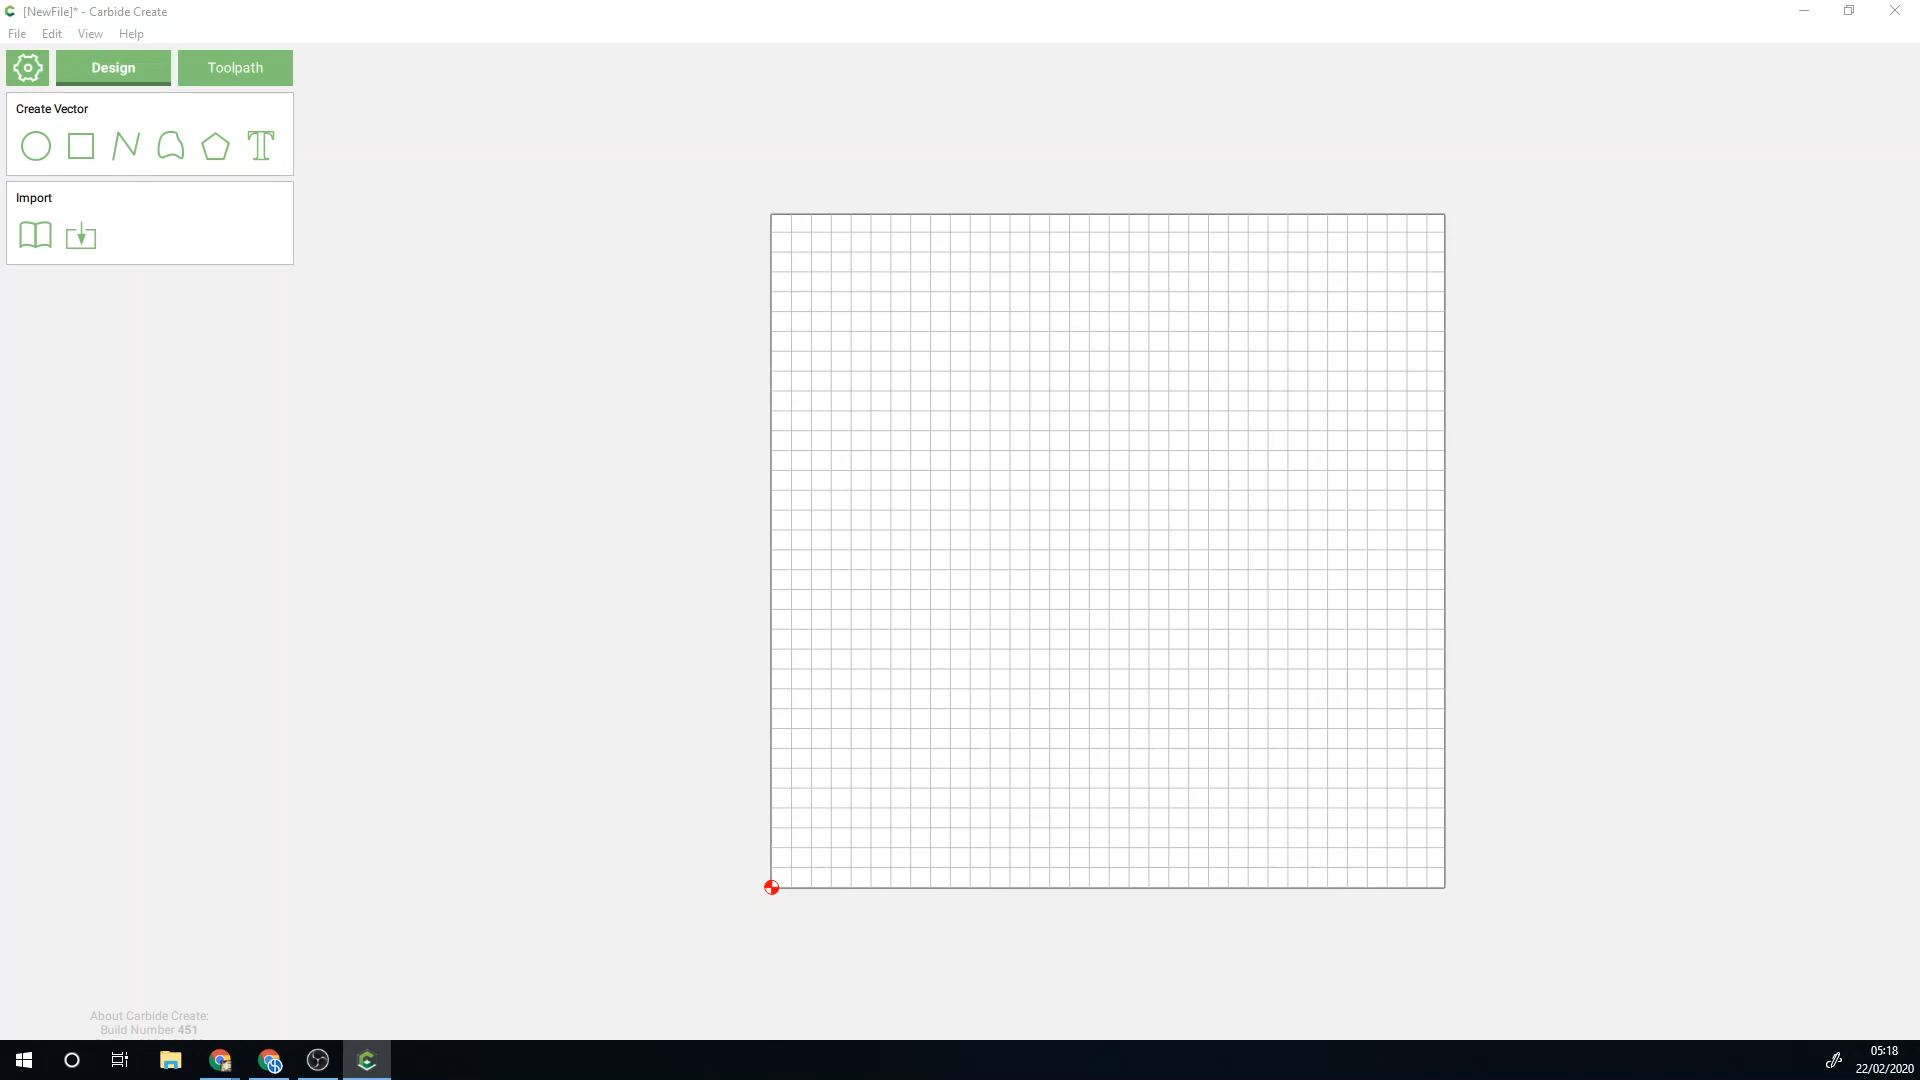 [NewFile]* - Carbide Create
File Edit View Help
Design Toolpath
Create Vector
Import
About Carbide Create:
Build Number 451
05:18
22/02/2020